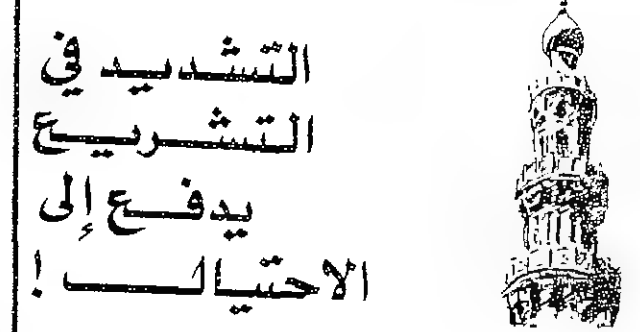 التشديد في
التشريع
يدفع إلى
الاحتيال !